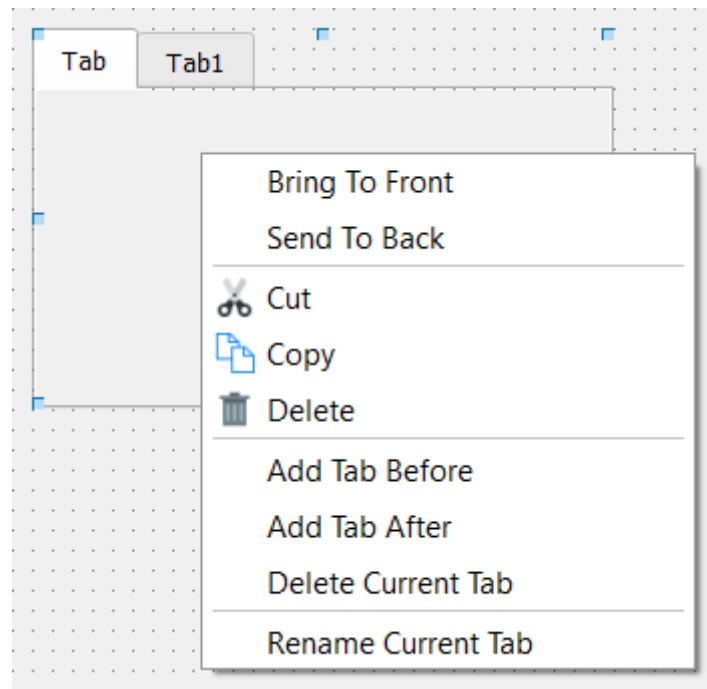 Tab Tab1
Bring To Front
Send To Back
Cut
Copy
Delete
Add Tab Before
Add Tab After
Delete Current Tab
Rename Current Tab